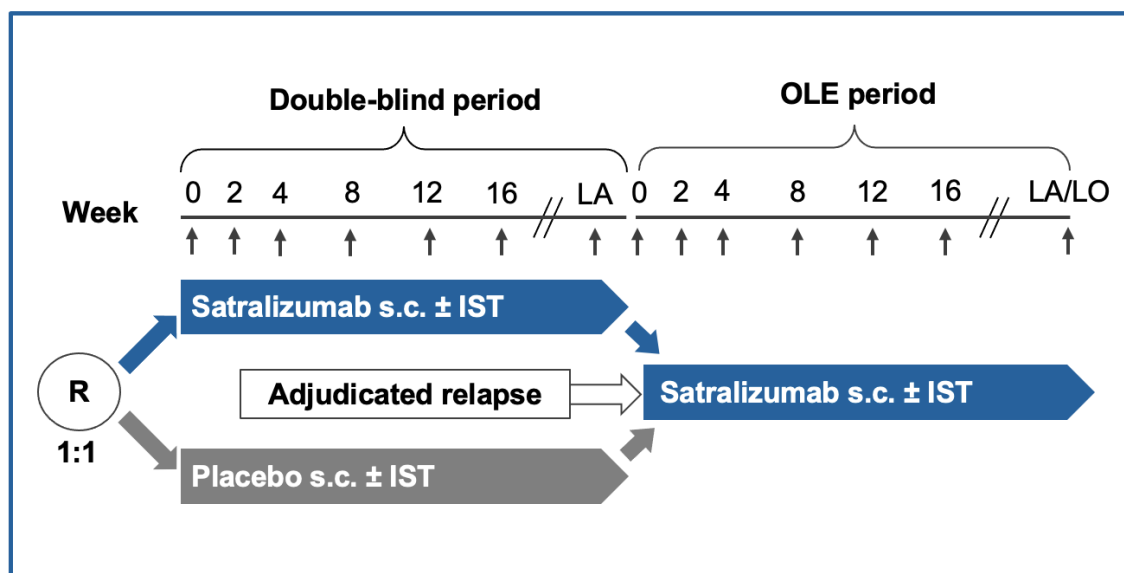 Double-blind period
OLE period
Week
0 2 4 8 12 16 LA 0 2 4 8 12 16 LA/LO
Satralizumab s.c. ± IST
R
1:1
Adjudicated relapse
Satralizumab s.c. ± IST
Placebo s.c. ± IST